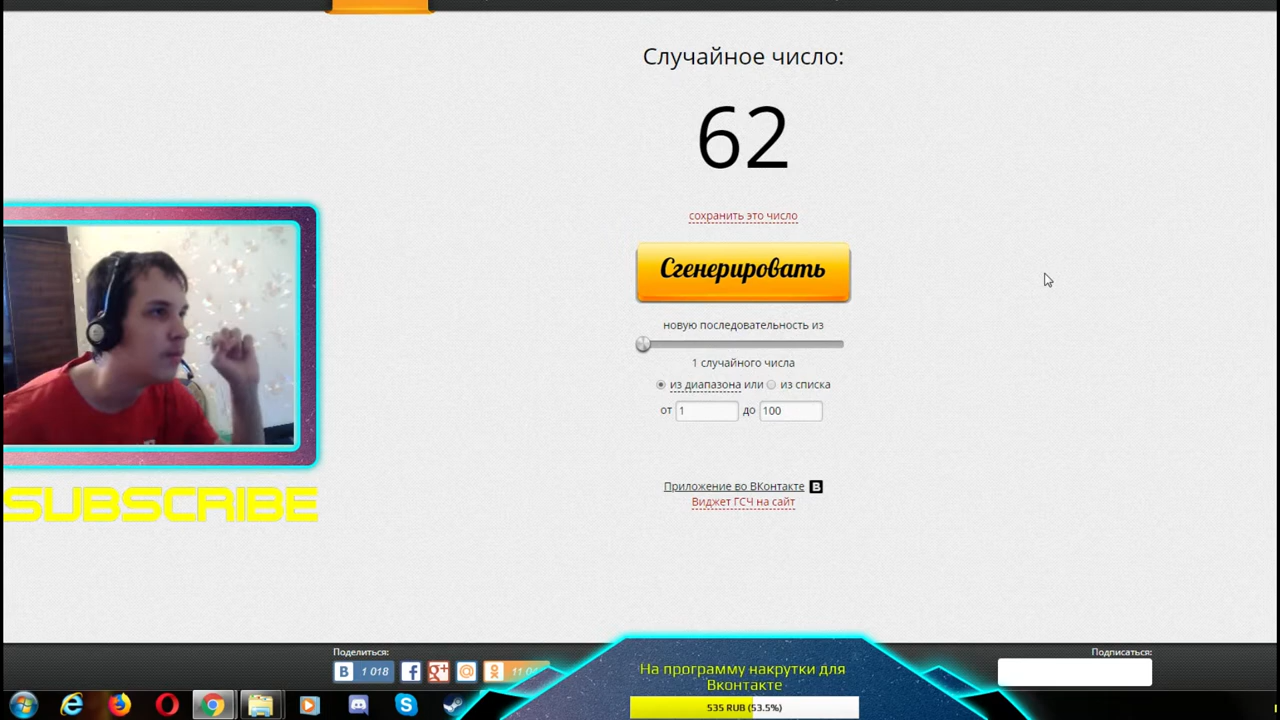 Случайное число:
62
сохранить это число
Сгенерировать
новую последовательность из
1 случайного числа
из диапазона или из списка
от 1 до 100
Приложение во ВКонтакте B
Виджет ГСЧ на сайт
SUBSCRIBE
Поделиться:
1 018
Подписаться:
На программу накрутки для
Вконтакте
535 RUB (53.5%)